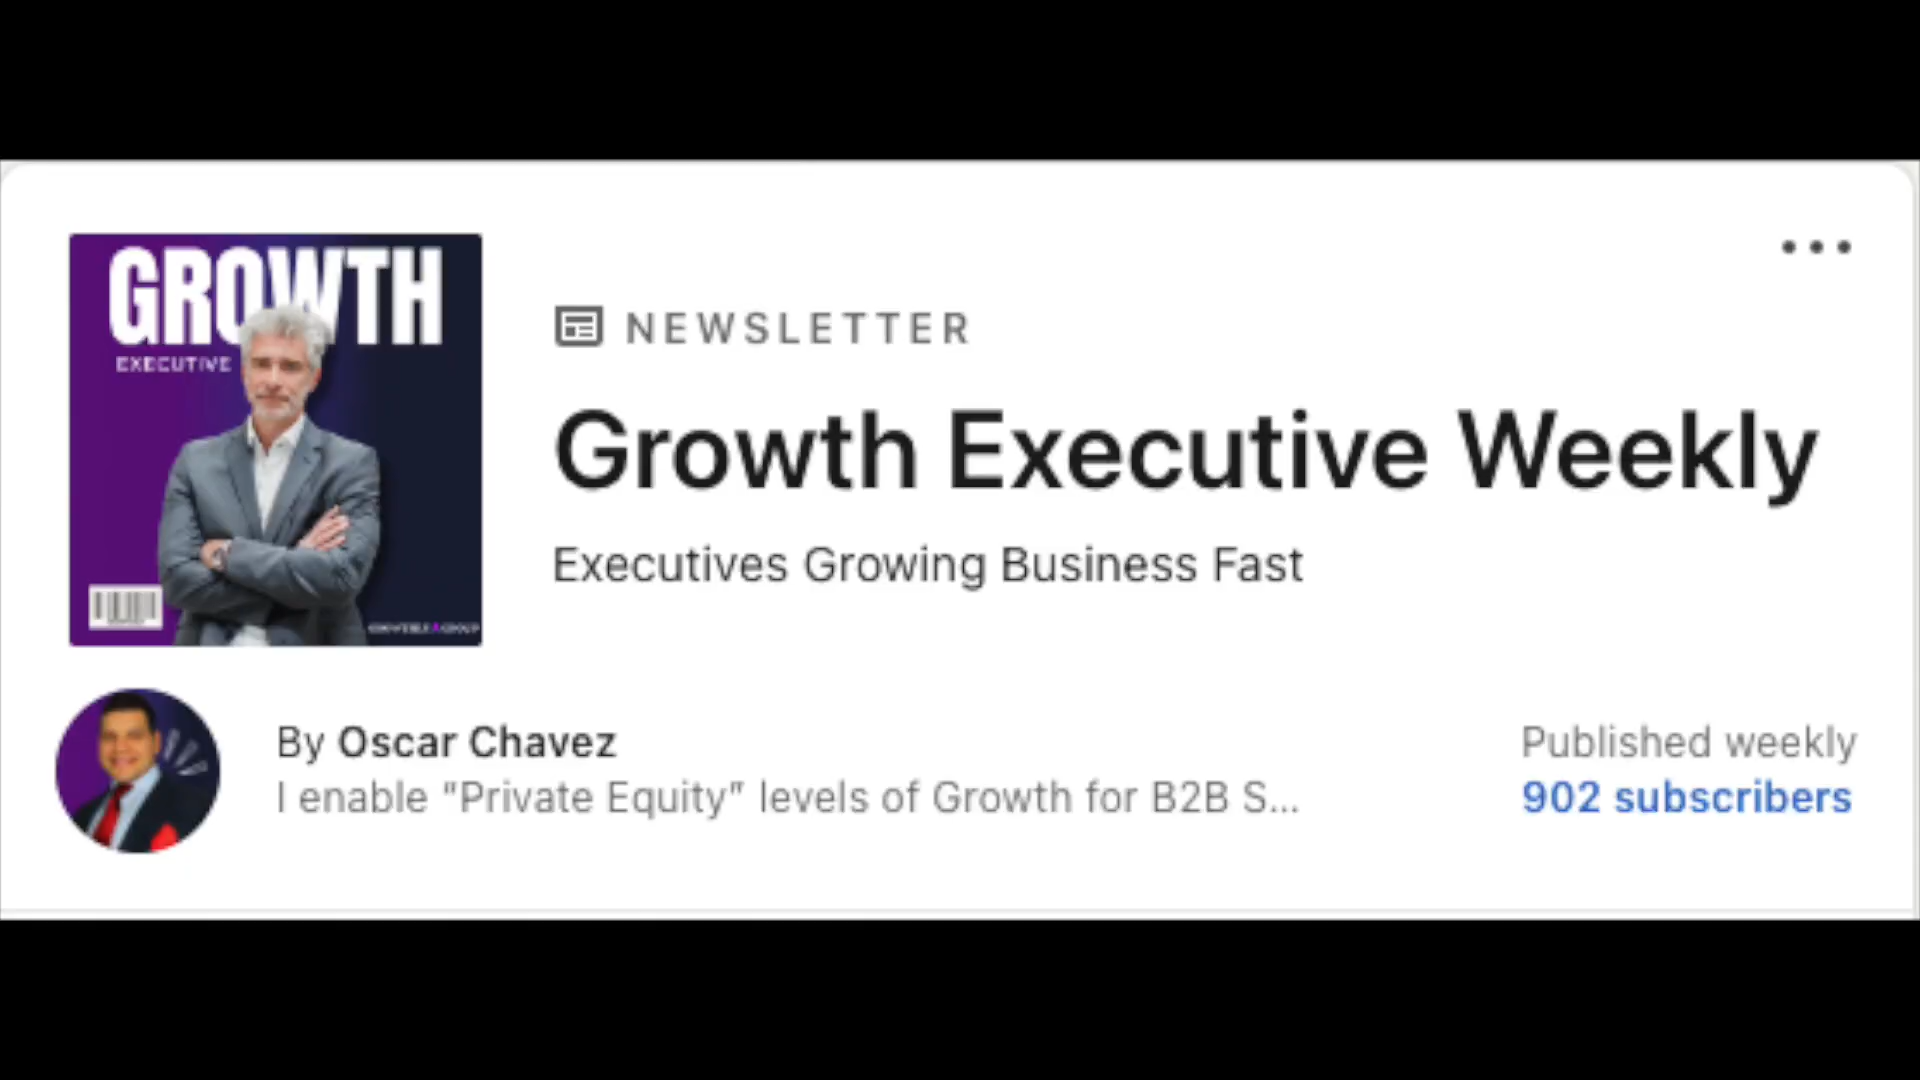 GROWTH
EXECUTIVE
NEWSLETTER
Growth Executive Weekly
Executives Growing Business Fast
By Oscar Chavez
I enable “Private Equity” levels of Growth for B2B S...
Published weekly
902 subscribers